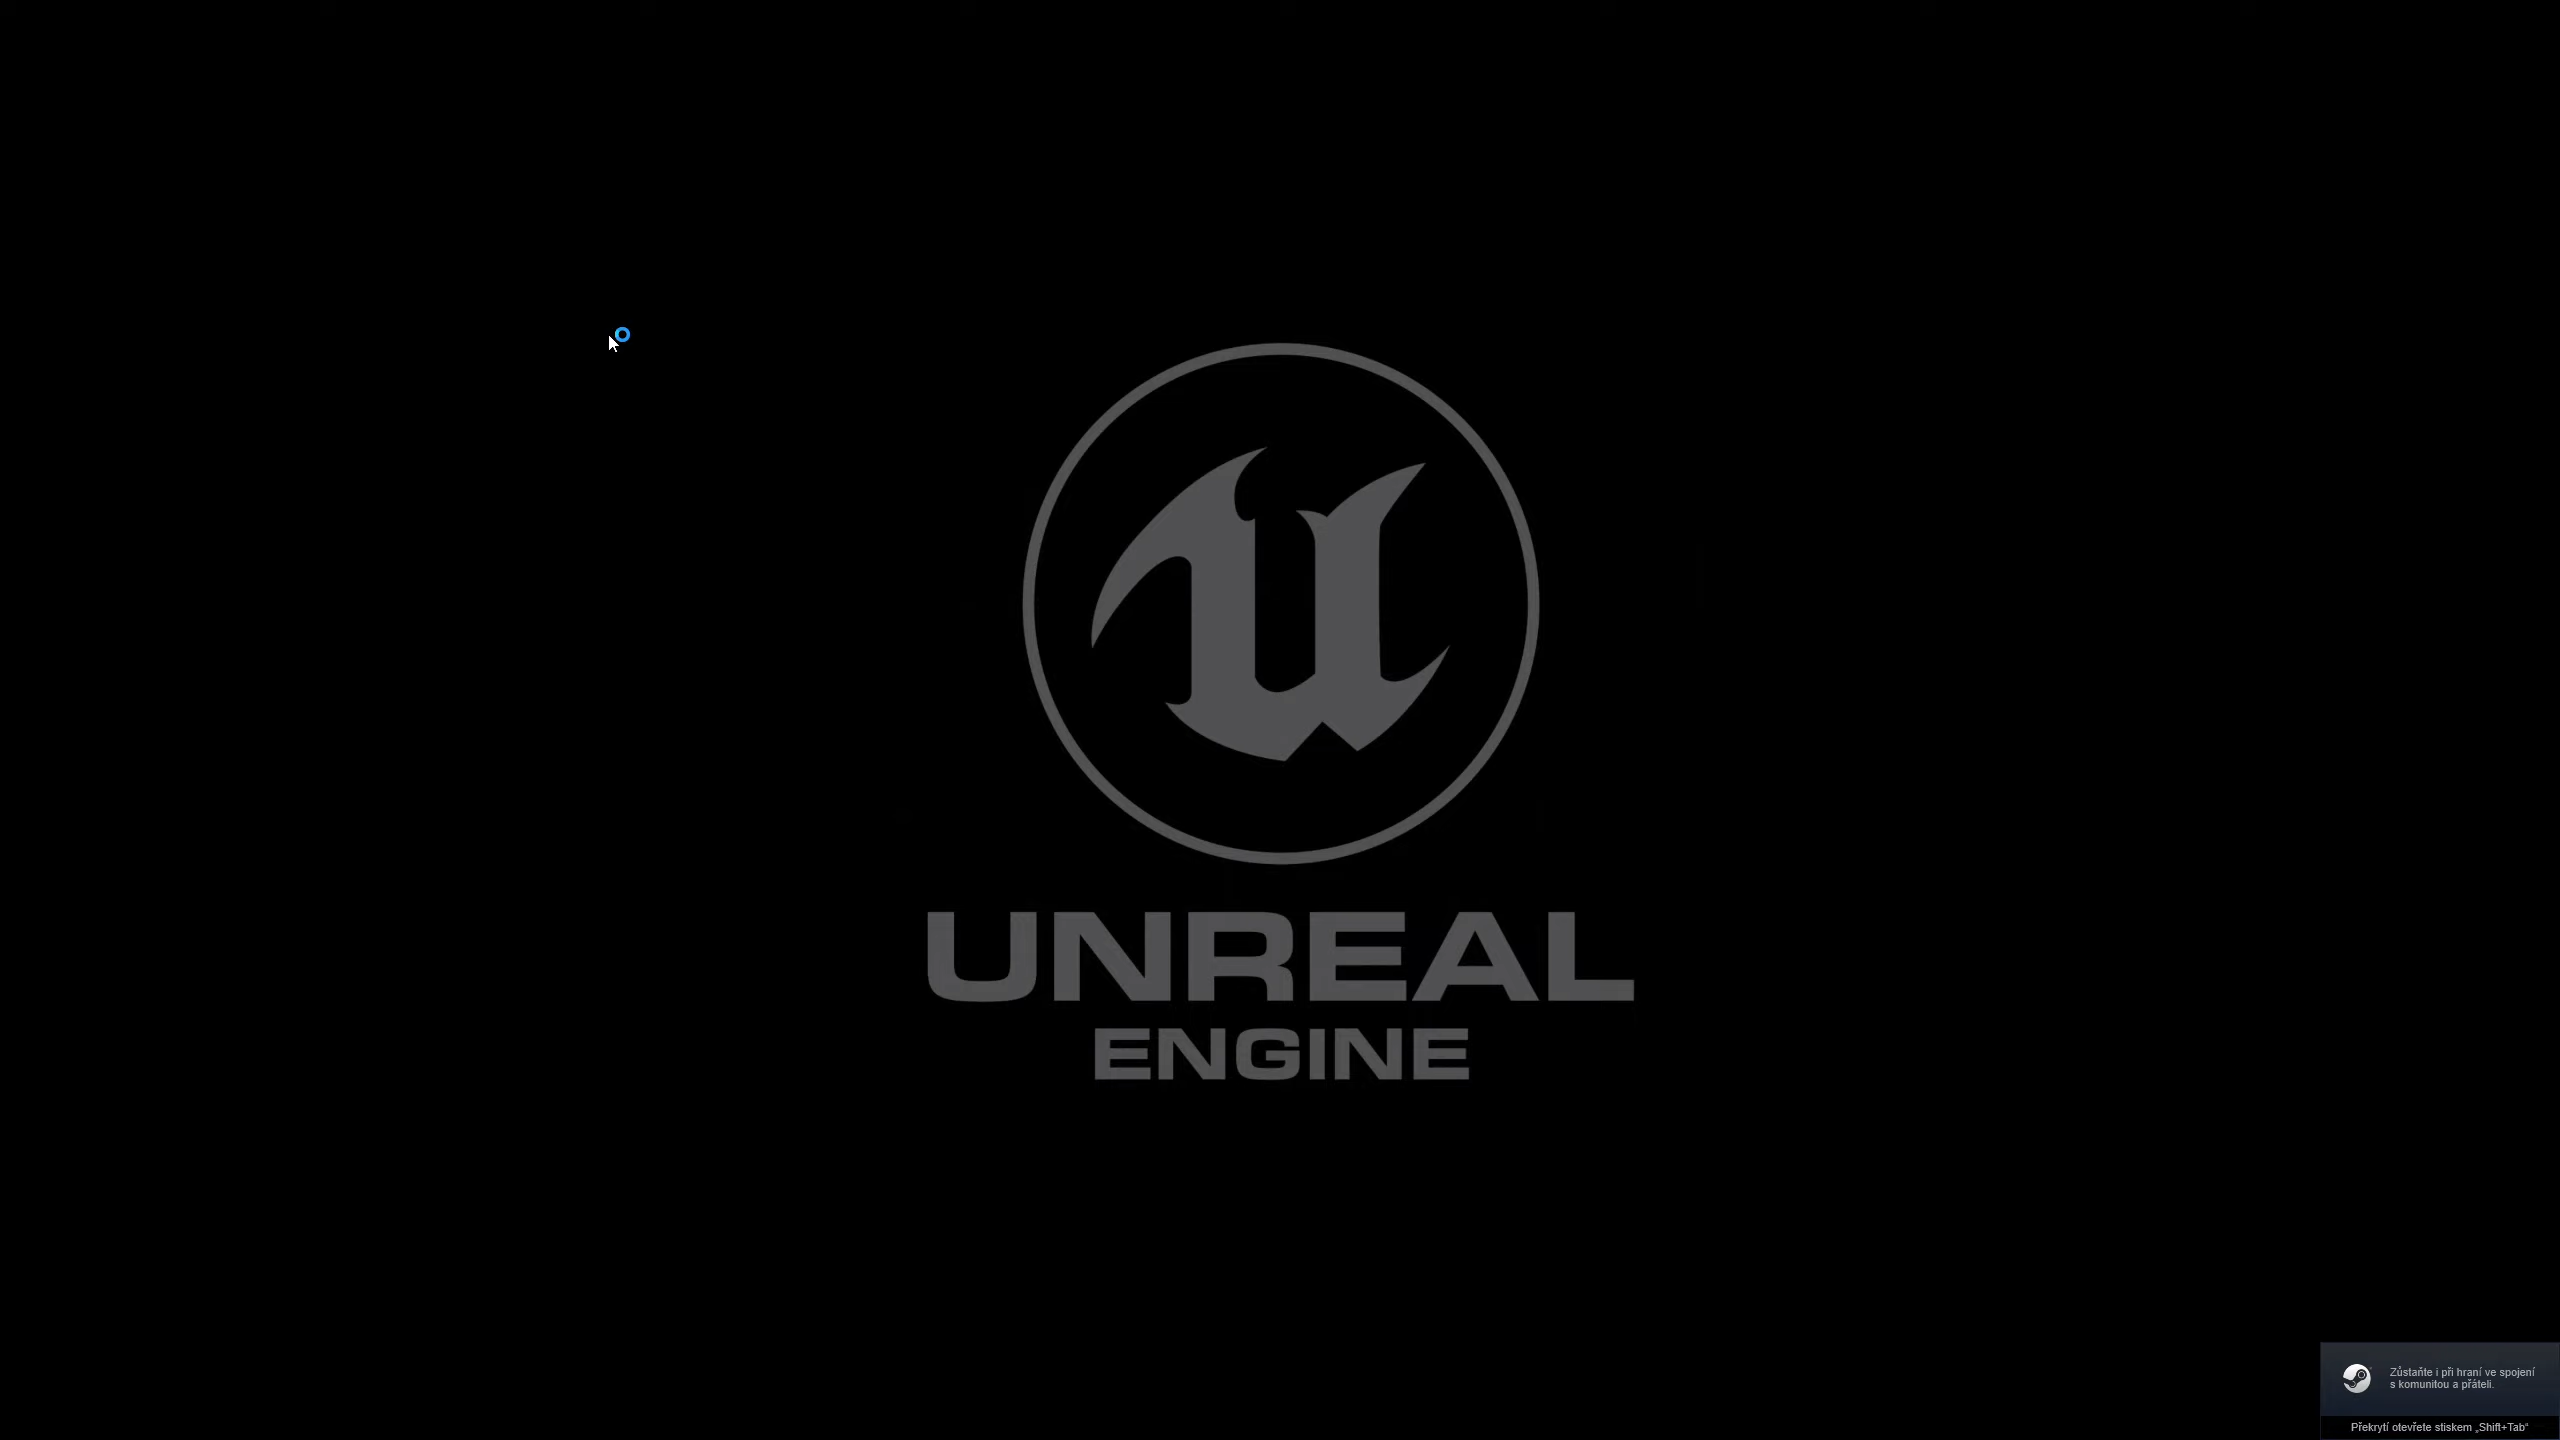 UNREAL
ENGINE
Zůstaňte i při hraní ve spojení
s komunitou a přáteli.
Překrytí otevřete stiskem „Shift+Tab“